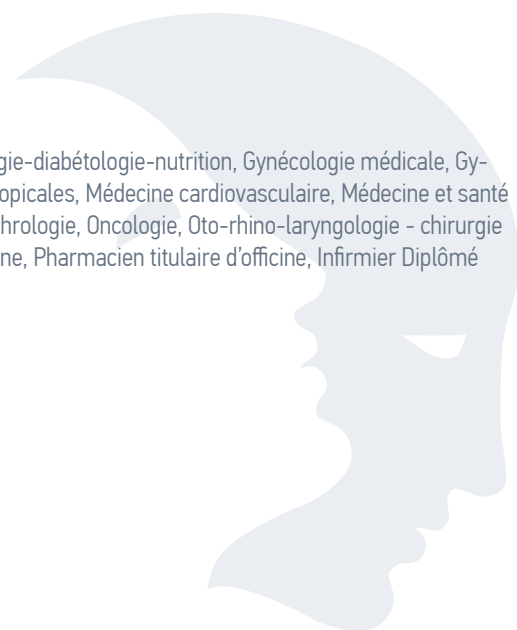 gie-diabétologie-nutrition, Gynécologie médicale, Gy-
opicales, Médecine cardiovasculaire, Médecine et santé
hrologie, Oncologie, Oto-rhino-laryngologie - chirurgie
ne, Pharmacien titulaire d’officine, Infirmier Diplômé